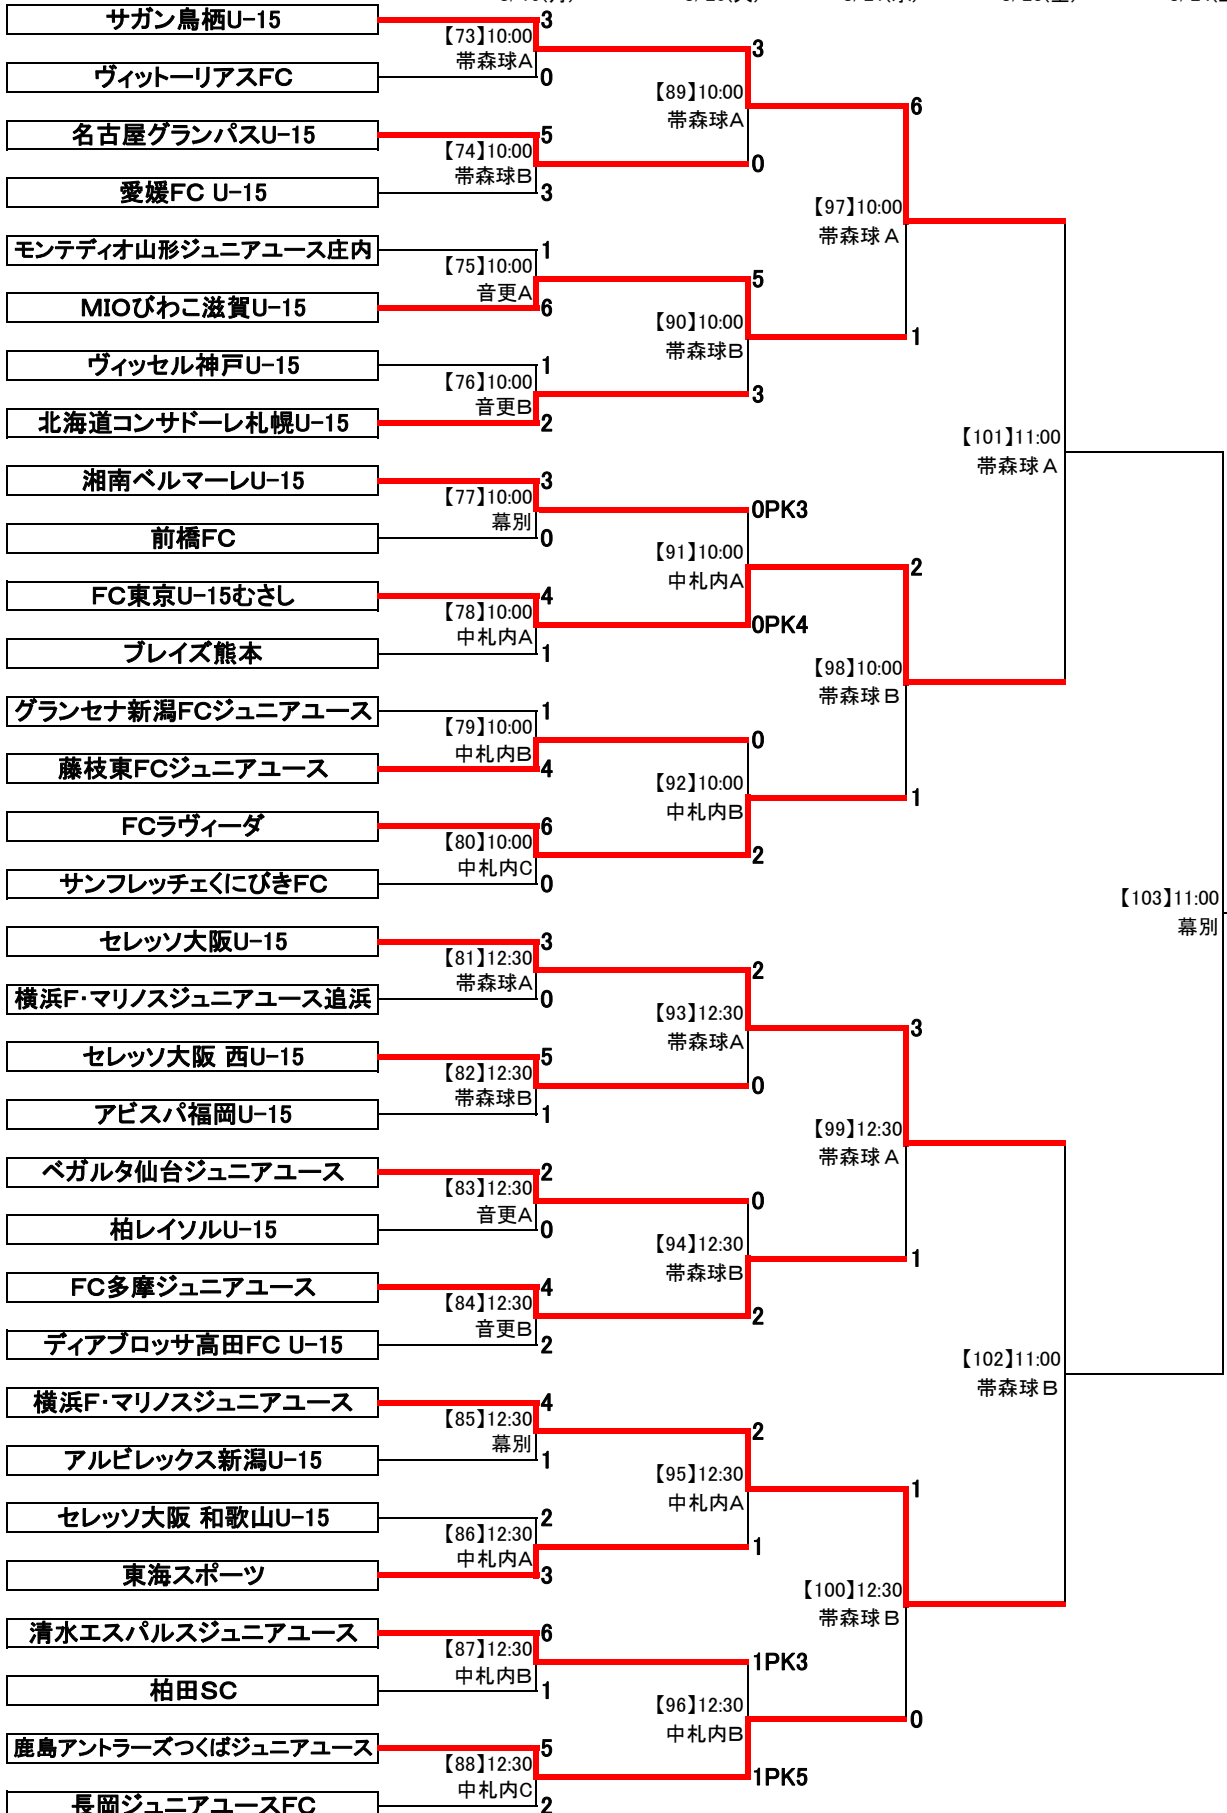 サガン鳥栖U-15
3
【73】10:00
帯森球A
ヴィットーリアスFC
0
3
【89】10:00
帯森球A
6
名古屋グランパスU-15
5
【74】10:00
帯森球B
0
愛媛FC U-15
3
【97】10:00
帯森球A
モンテディオ山形ジュニアユース庄内
1
【75】10:00
音更A
5
MIOびわこ滋賀U-15
6
【90】10:00
帯森球B
1
ヴィッセル神戸U-15
1
【76】10:00
音更B
3
北海道コンサドーレ札幌U-15
2
【101】11:00
帯森球A
湘南ベルマーレU-15
3
【77】10:00
幕別
0PK3
前橋FC
0
【91】10:00
中札内A
2
FC東京U-15むさし
4
【78】10:00
中札内A
0PK4
ブレイズ熊本
1
【98】10:00
帯森球B
グランセナ新潟FCジュニアユース
1
【79】10:00
中札内B
0
藤枝東FCジュニアユース
4
【92】10:00
中札内B
1
FCラヴィーダ
6
【80】10:00
中札内C
2
サンフレッチェくにびきFC
0
【103】11:00
幕別
セレッソ大阪U-15
3
【81】12:30
帯森球A
2
横浜F・マリノスジュニアユース追浜
0
【93】12:30
帯森球A
3
セレッソ大阪 西U-15
5
【82】12:30
帯森球B
0
アビスパ福岡U-15
1
【99】12:30
帯森球A
ベガルタ仙台ジュニアユース
2
【83】12:30
音更A
0
柏レイソルU-15
0
【94】12:30
帯森球B
1
FC多摩ジュニアユース
4
【84】12:30
音更B
2
ディアブロッサ高田FC U-15
2
【102】11:00
帯森球B
横浜F・マリノスジュニアユース
4
【85】12:30
幕別
2
アルビレックス新潟U-15
1
【95】12:30
中札内A
1
セレッソ大阪 和歌山U-15
2
【86】12:30
中札内A
1
東海スポーツ
3
【100】12:30
帯森球B
清水エスパルスジュニアユース
6
【87】12:30
中札内B
1PK3
柏田SC
1
【96】12:30
中札内B
0
鹿島アントラーズつくばジュニアユース
5
【88】12:30
中札内C
1PK5
長岡ジュニアユースFC
2